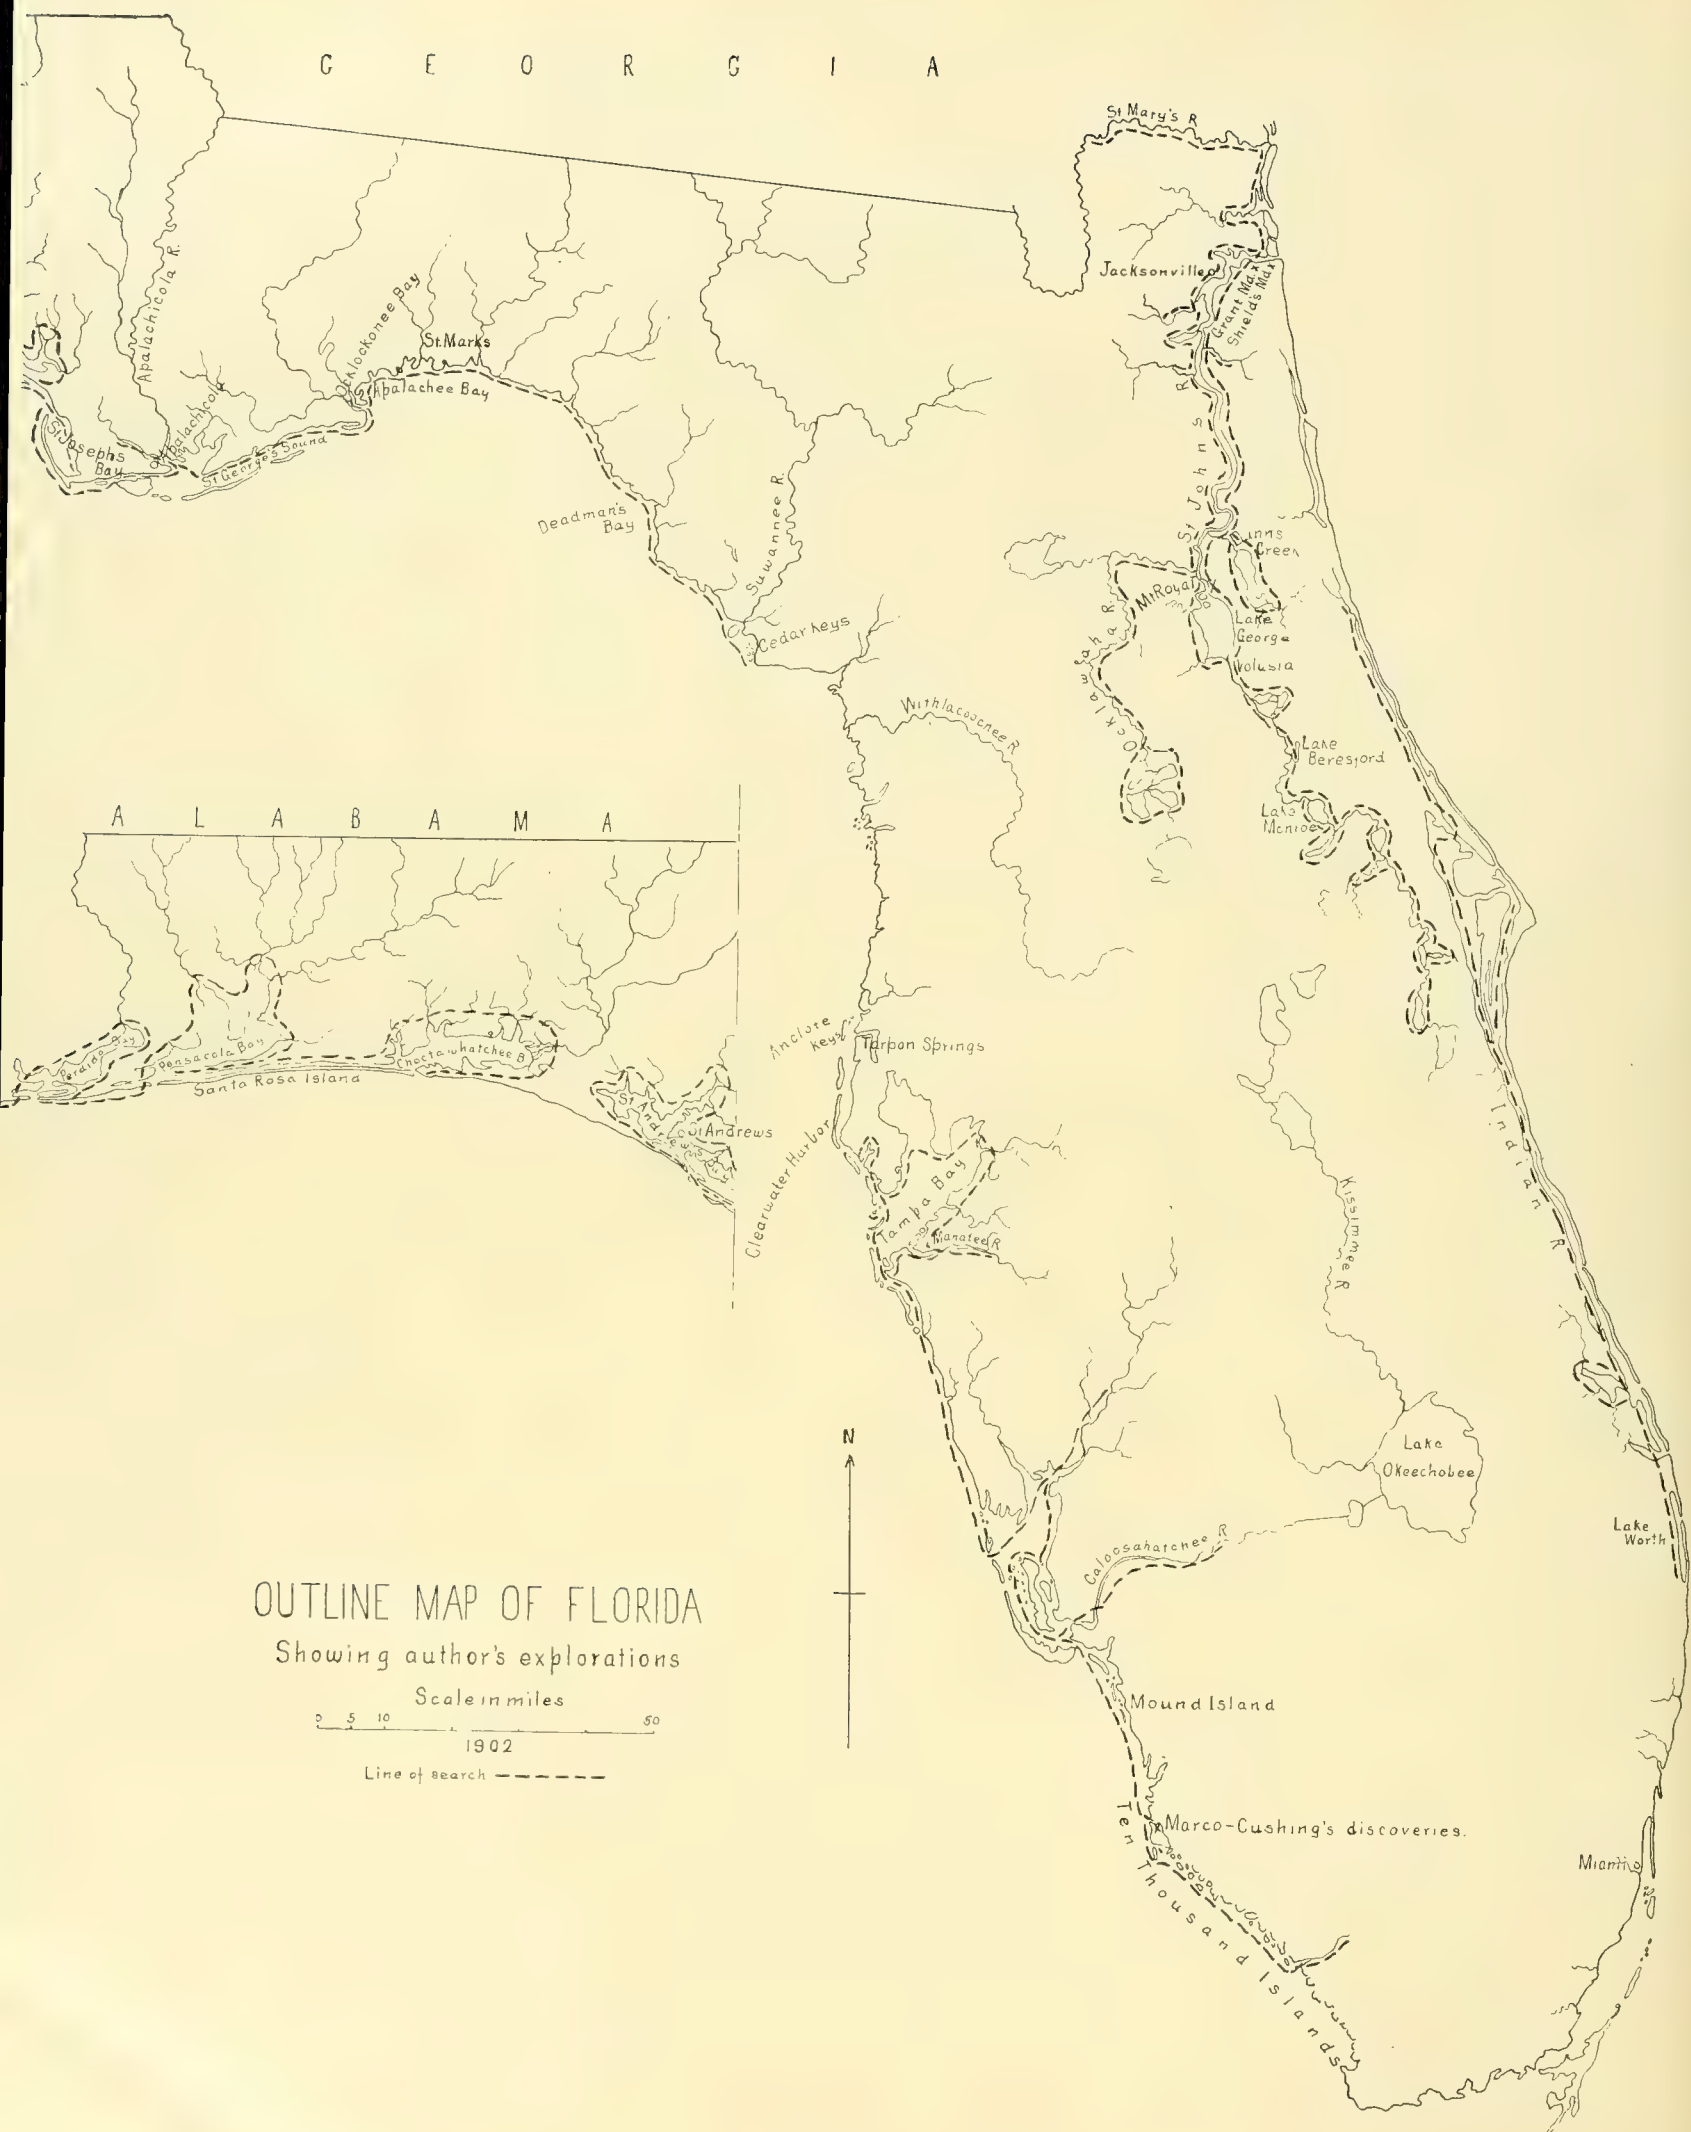 GEORGIA
St Mary's R
Apalachicola R.
Jacksonville
Grant Md. x
Shield's Md. x
Ocklockonee Bay
St. Marks
Apalachee Bay
Apalachicola
St Josephs
Bay
St George's Sound
Deadman's
Bay
Suwannee R.
Cedar Keys
St Johns R
Creek
Mt Royal
Lake
George
Volusia
Ocklawaha R
Withlacoochee R
Lake
Beresford
Lake
Monroe
ALABAMA
Perdido Bay
Pensacola Bay
Choctawhatchee B
Santa Rosa Island
St Andrews
St Andrews
Anclote
Keys
Tarpon Springs
Clearwater Harbor
Tampa Bay
Manatee R
Indian R
Kissimmee R
Lake
Okeechobee
N
Lake
Worth
Caloosahatchee R
OUTLINE MAP OF FLORIDA
Showing author's explorations
Scale in miles
0 5 10 50
1902
Line of search
Mound Island
Marco-Cushing's discoveries.
Miami
Ten Thousand Islands